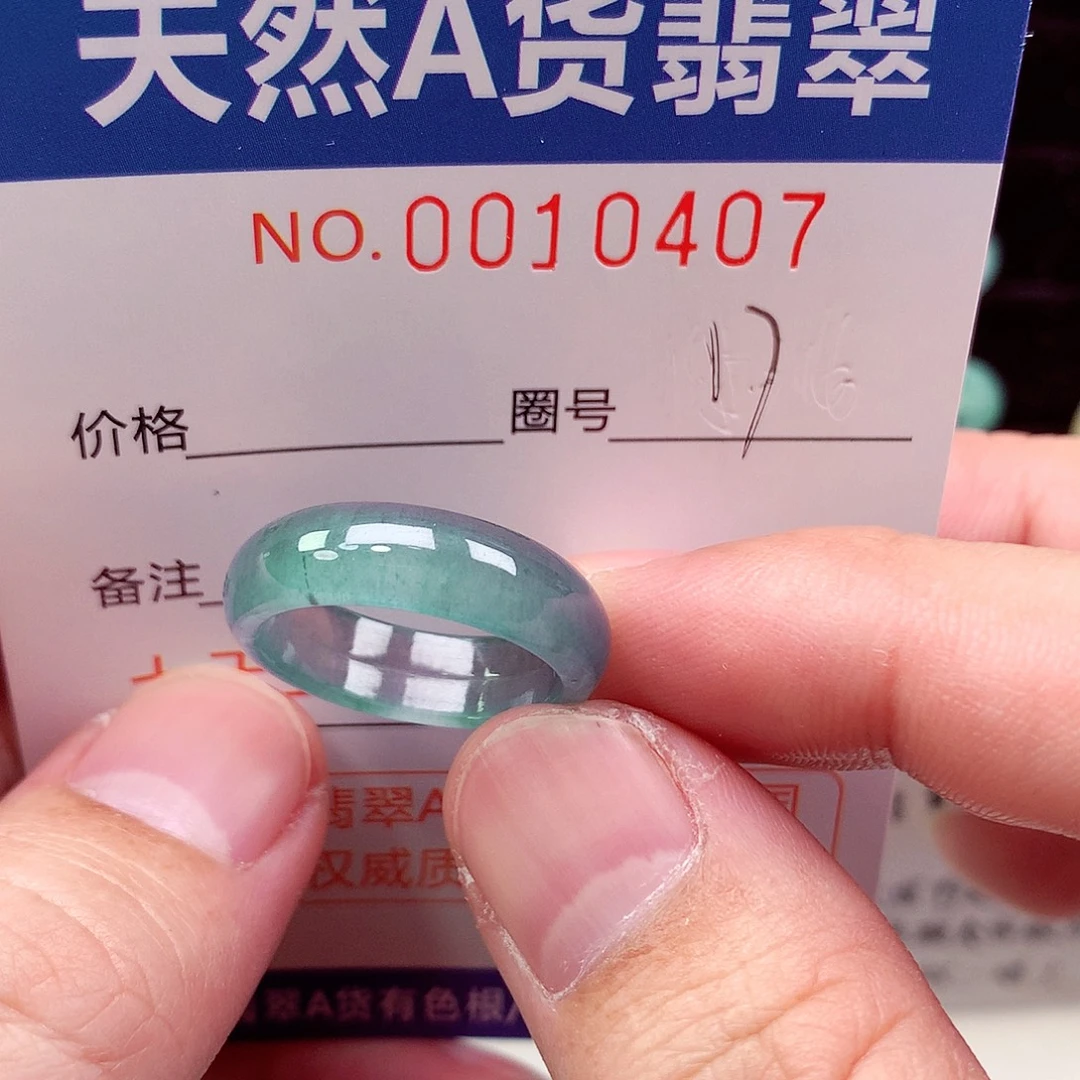 天然A货翡翠
NO. 0010407
价格 圈号 17
备注
翡翠A
权威质
翠A货有色根